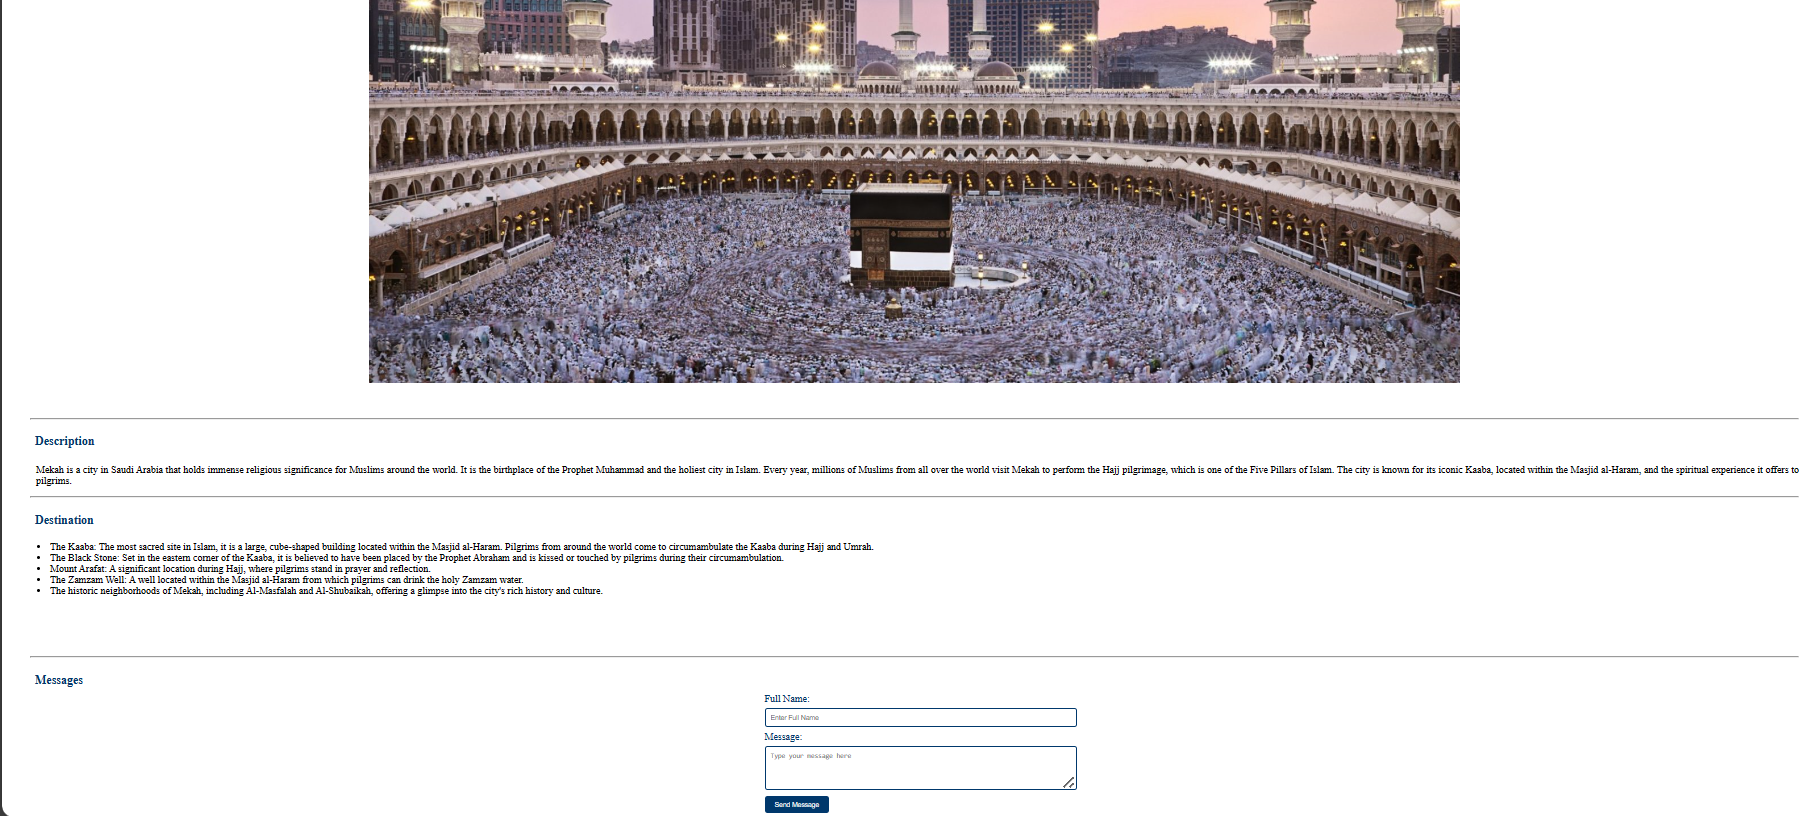 Description
Mekah is a city in Saudi Arabia that holds immense religious significance for Muslims around the world. It is the birthplace of the Prophet Muhammad and the holiest city in Islam. Every year, millions of Muslims from all over the world visit Mekah to perform the Hajj pilgrimage, which is one of the Five Pillars of Islam. The city is known for its iconic Kaaba, located within the Masjid al-Haram, and the spiritual experience it offers to
pilgrims.
Destination
• The Kaaba: The most sacred site in Islam, it is a large, cube-shaped building located within the Masjid al-Haram. Pilgrims from around the world come to circumambulate the Kaaba during Hajj and Umrah.
• The Black Stone: Set in the eastern corner of the Kaaba, it is believed to have been placed by the Prophet Abraham and is kissed or touched by pilgrims during their circumambulation.
• Mount Arafat: A significant location during Hajj, where pilgrims stand in prayer and reflection.
• The Zamzam Well: A well located within the Masjid al-Haram from which pilgrims can drink the holy Zamzam water.
• The historic neighborhoods of Mekah, including Al-Masfalah and Al-Shubaikah, offering a glimpse into the city's rich history and culture.
Messages
Full Name:
Enter Full Name
Message:
Type your message here
Send Message